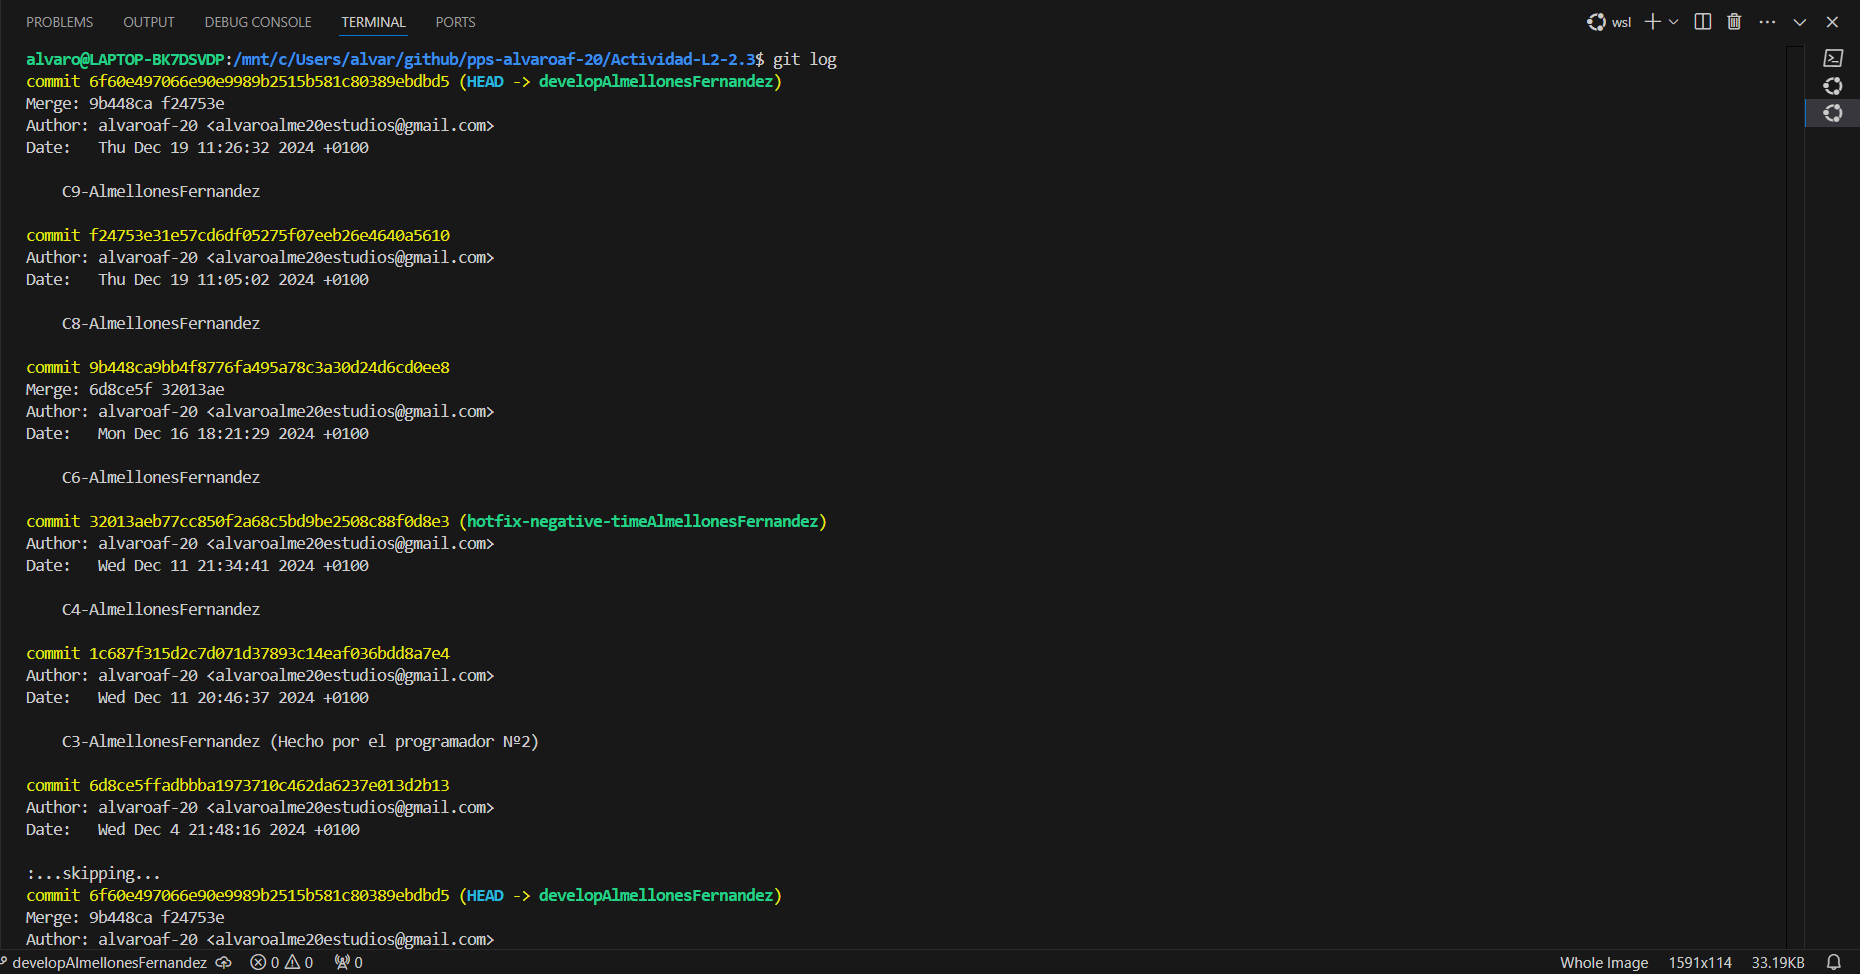 PROBLEMS OUTPUT DEBUG CONSOLE TERMINAL PORTS wsl
alvaro@LAPTOP-BK7DSVDP:/mnt/c/Users/alvar/github/pps-alvaroaf-20/Actividad-L2-2.3$ git log
commit 6f60e497066e90e9989b2515b581c80389ebdbd5 (HEAD -> developAlmellonesFernandez)
Merge: 9b448ca f24753e
Author: alvaroaf-20 <alvaroalme20estudios@gmail.com>
Date:   Thu Dec 19 11:26:32 2024 +0100
C9-AlmellonesFernandez
commit f24753e31e57cd6df05275f07eeb26e4640a5610
Author: alvaroaf-20 <alvaroalme20estudios@gmail.com>
Date:   Thu Dec 19 11:05:02 2024 +0100
C8-AlmellonesFernandez
commit 9b448ca9bb4f8776fa495a78c3a30d24d6cd0ee8
Merge: 6d8ce5f 32013ae
Author: alvaroaf-20 <alvaroalme20estudios@gmail.com>
Date:   Mon Dec 16 18:21:29 2024 +0100
C6-AlmellonesFernandez
commit 32013aeb77cc850f2a68c5bd9be2508c88f0d8e3 (hotfix-negative-timeAlmellonesFernandez)
Author: alvaroaf-20 <alvaroalme20estudios@gmail.com>
Date:   Wed Dec 11 21:34:41 2024 +0100
C4-AlmellonesFernandez
commit 1c687f315d2c7d071d37893c14eaf036bdd8a7e4
Author: alvaroaf-20 <alvaroalme20estudios@gmail.com>
Date:   Wed Dec 11 20:46:37 2024 +0100
C3-AlmellonesFernandez (Hecho por el programador Nº2)
commit 6d8ce5ffadbbba1973710c462da6237e013d2b13
Author: alvaroaf-20 <alvaroalme20estudios@gmail.com>
Date:   Wed Dec 4 21:48:16 2024 +0100
:...skipping...
commit 6f60e497066e90e9989b2515b581c80389ebdbd5 (HEAD -> developAlmellonesFernandez)
Merge: 9b448ca f24753e
Author: alvaroaf-20 <alvaroalme20estudios@gmail.com>
developAlmellonesFernandez 0 0 0 Whole Image 1591x114 33.19KB